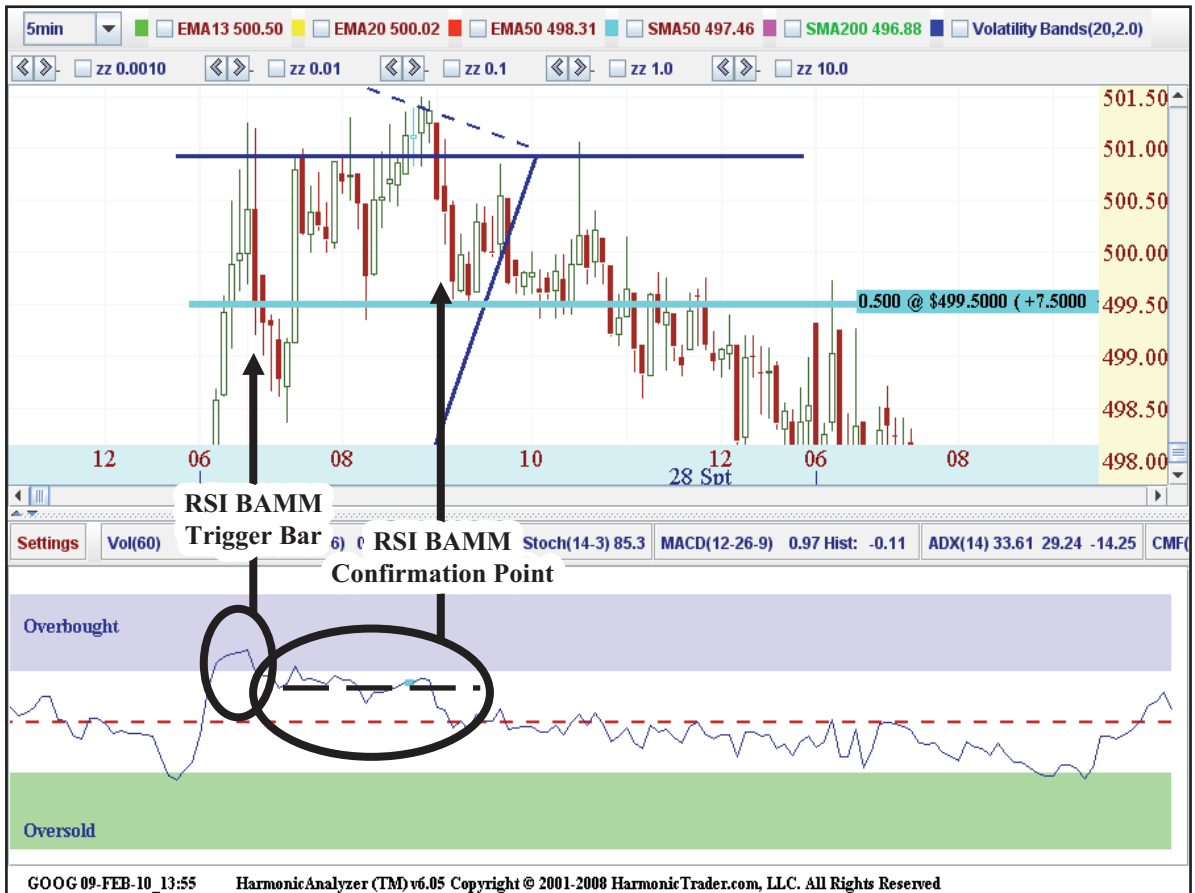 5min EMA13 500.50 EMA20 500.02 EMA50 498.31 SMA50 497.46 SMA200 496.88 Volatility Bands(20,2.0)
zz 0.0010 zz 0.01 zz 0.1 zz 1.0 zz 10.0
501.50
501.00
500.50
500.00
0.500 @ $499.5000 ( +7.5000
499.50
499.00
498.50
498.00
12 06 08 10 12 06 08
28 Spt
RSI BAMM
Trigger Bar
RSI BAMM
Confirmation Point
Settings Vol(60) 6) Stoch(14-3) 85.3 MACD(12-26-9) 0.97 Hist: -0.11 ADX(14) 33.61 29.24 -14.25 CMF(
Overbought
Oversold
GOOG 09-FEB-10_13:55 HarmonicAnalyzer (TM) v6.05 Copyright © 2001-2008 HarmonicTrader.com, LLC. All Rights Reserved